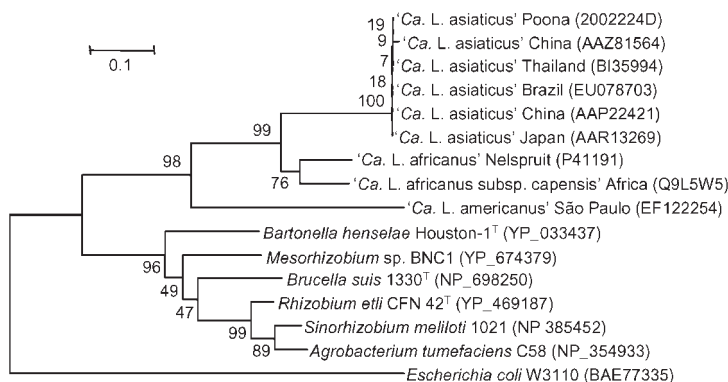 19
'Ca. L. asiaticus' Poona (2002224D)
9
'Ca. L. asiaticus' China (AAZ81564)
0.1
7
'Ca. L. asiaticus' Thailand (BI35994)
18
'Ca. L. asiaticus' Brazil (EU078703)
100
'Ca. L. asiaticus' China (AAP22421)
99
'Ca. L. asiaticus' Japan (AAR13269)
98
'Ca. L. africanus' Nelspruit (P41191)
76
'Ca. L. africanus subsp. capensis' Africa (Q9L5W5)
'Ca. L. americanus' São Paulo (EF122254)
Bartonella henselae Houston-1ᵀ (YP_033437)
96
Mesorhizobium sp. BNC1 (YP_674379)
49
Brucella suis 1330ᵀ (NP_698250)
47
Rhizobium etli CFN 42ᵀ (YP_469187)
99
Sinorhizobium meliloti 1021 (NP 385452)
89
Agrobacterium tumefaciens C58 (NP_354933)
Escherichia coli W3110 (BAE77335)